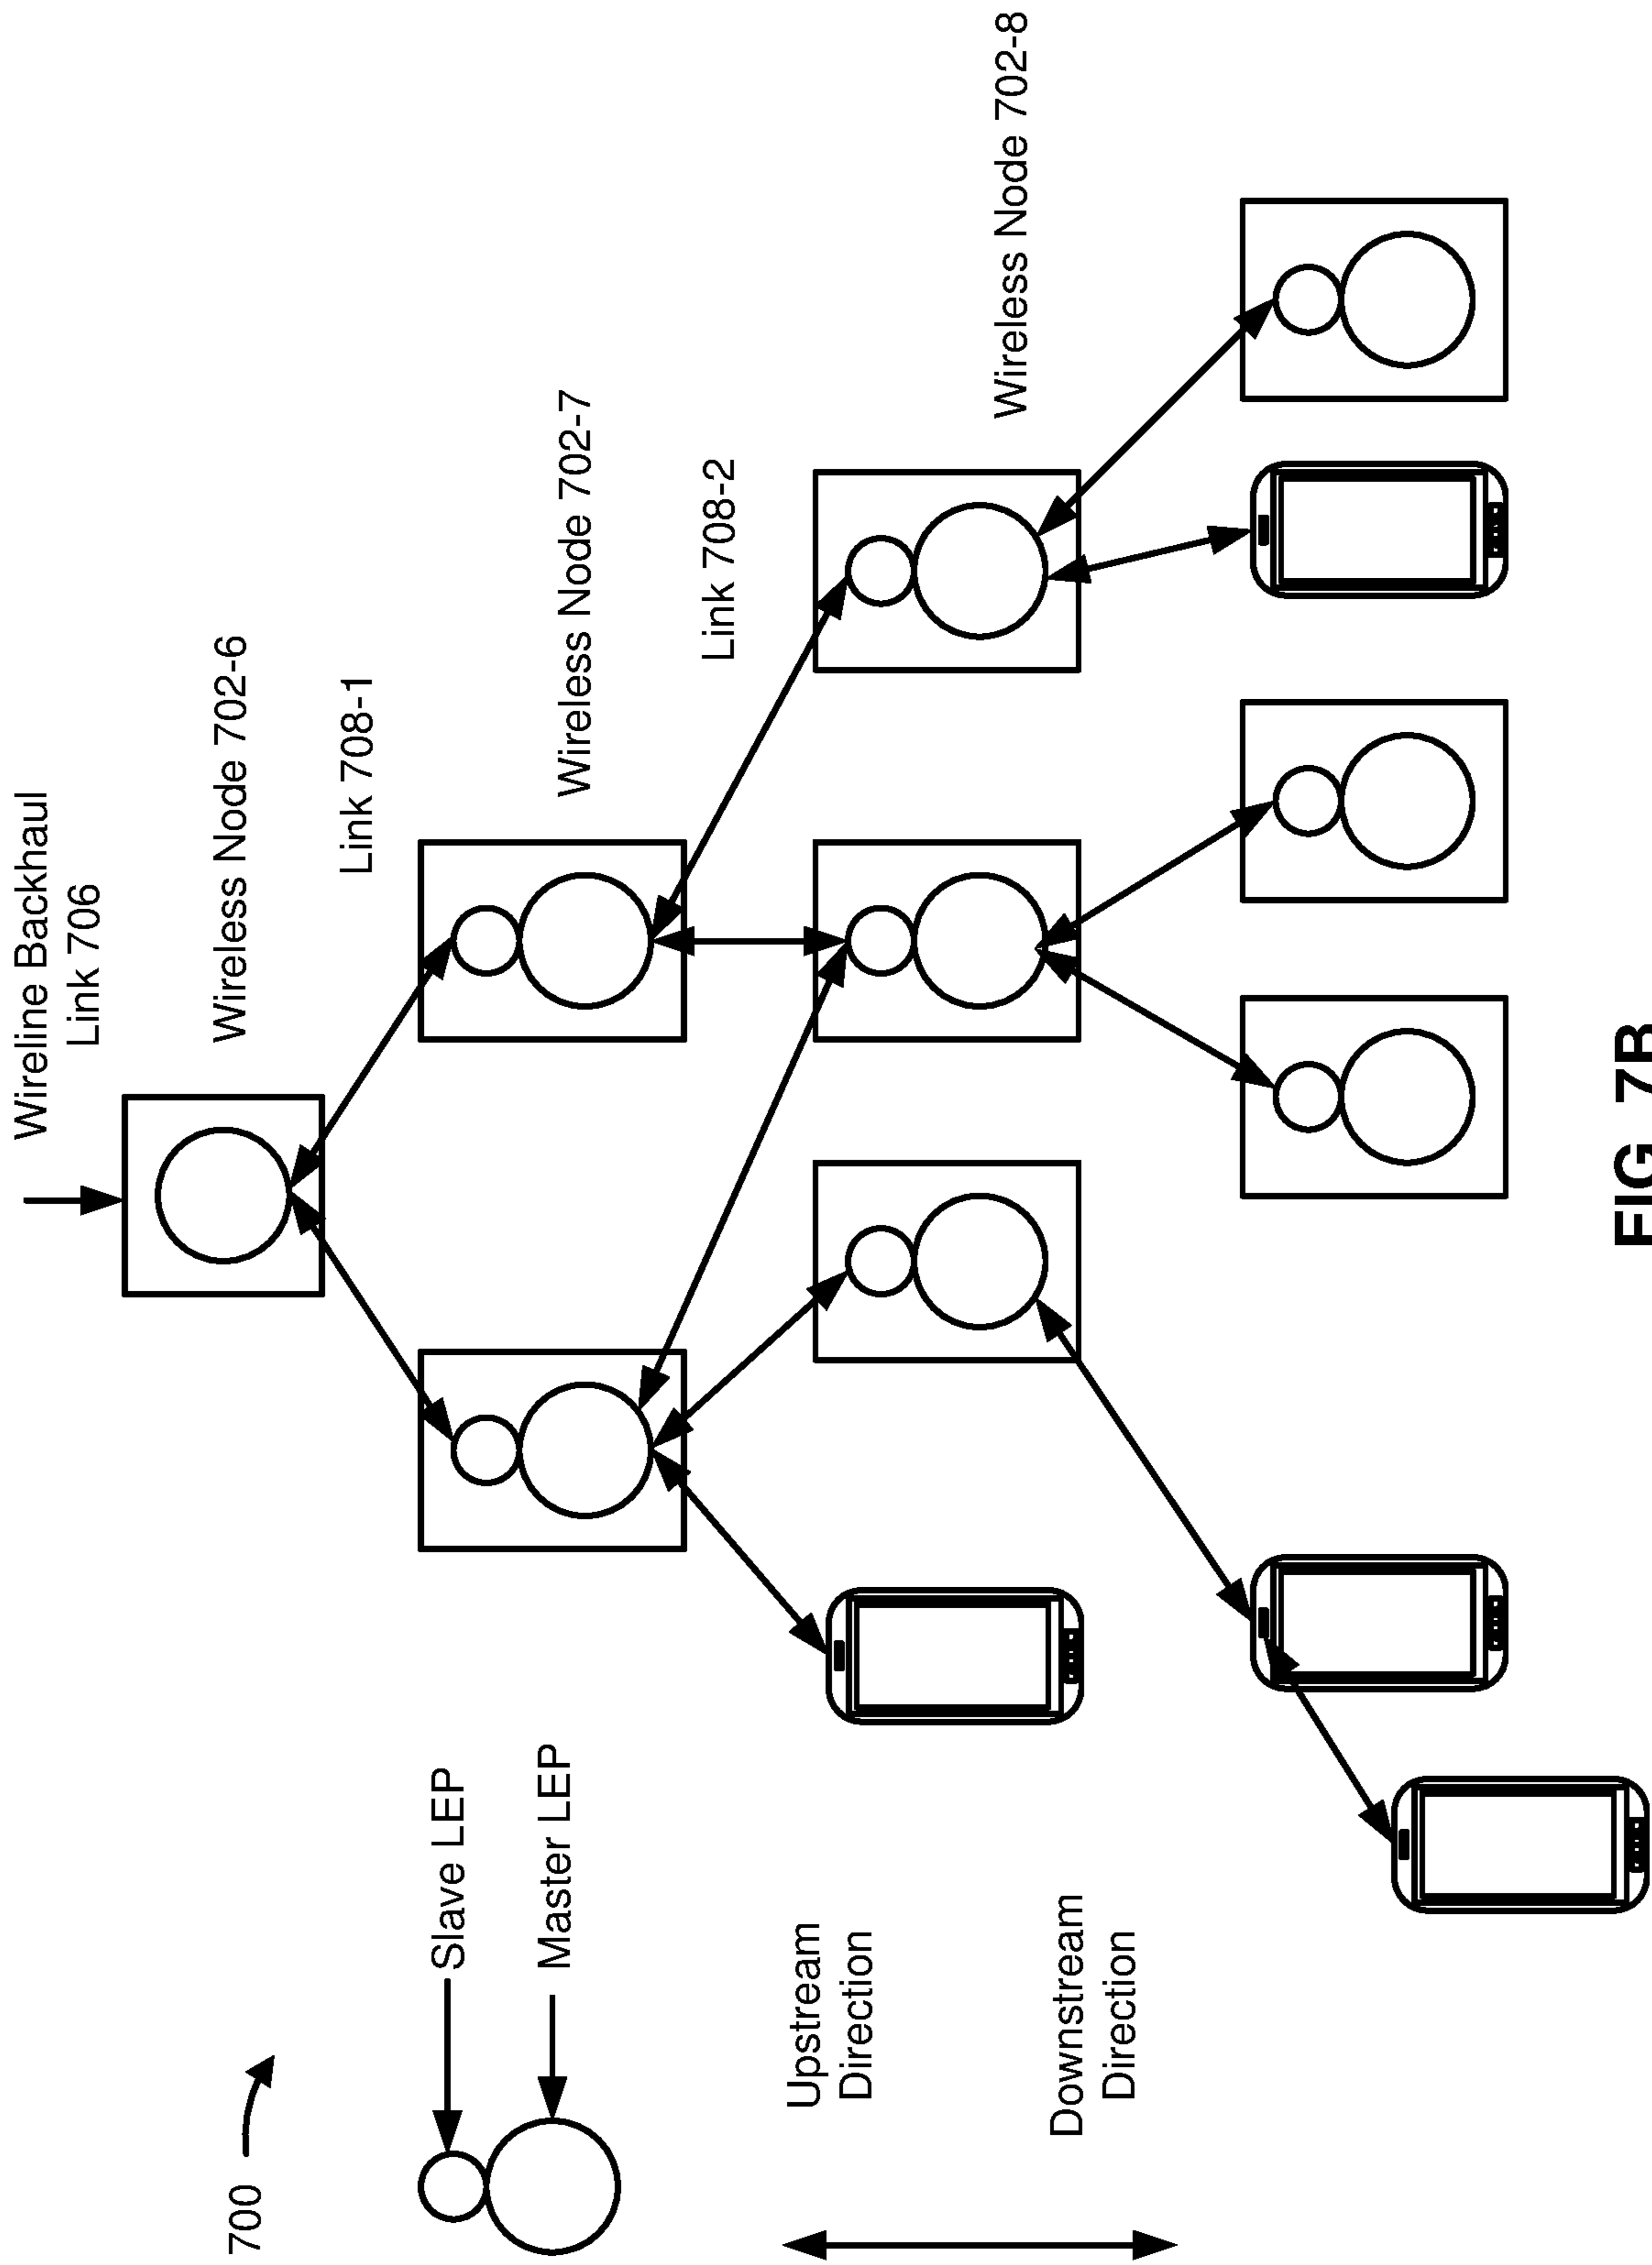 Wireline Backhaul
Link 706
Wireless Node 702-6
700
Link 708-1
Slave LEP
Master LEP
Wireless Node 702-7
Link 708-2
Upstream
Direction
Wireless Node 702-8
Downstream
Direction
FIG. 7B